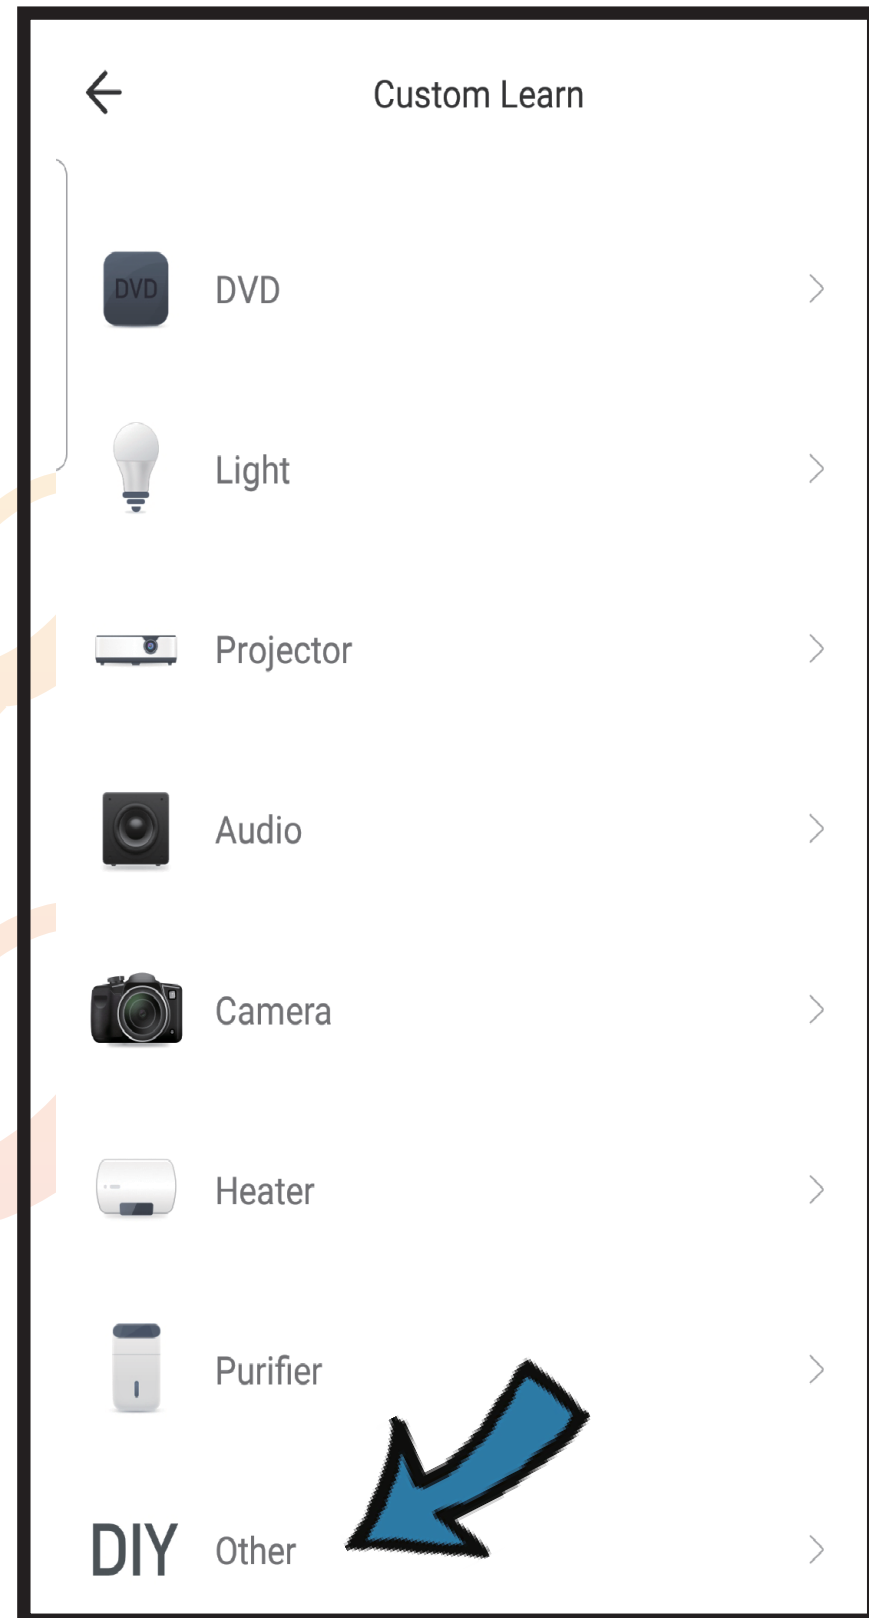 Custom Learn
DVD
DVD
Light
Projector
Audio
Camera
Heater
Purifier
DIY Other